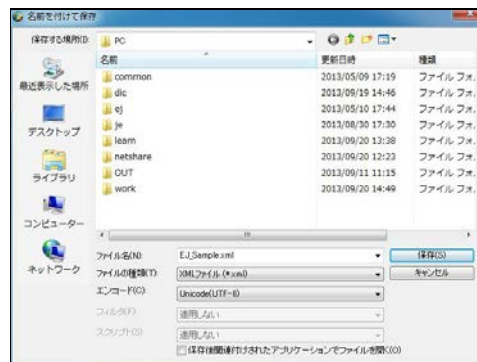 名前を付けて保存
保存する場所(I): PC
最近表示した場所
デスクトップ
ライブラリ
コンピューター
ネットワーク
名前 更新日時 種類
common 2013/05/09 17:19 ファイル フォ
dic 2013/09/19 14:46 ファイル フォ
ej 2013/05/10 17:44 ファイル フォ
je 2013/08/30 17:30 ファイル フォ
learn 2013/09/20 13:38 ファイル フォ
netshare 2013/09/20 12:23 ファイル フォ
OUT 2013/09/11 11:15 ファイル フォ
work 2013/09/20 14:49 ファイル フォ
ファイル名(N): EJ_Sample.xml 保存(S)
ファイルの種類(T): XMLファイル (*.xml) キャンセル
エンコード(C): Unicode(UTF-8)
フィルタ(F): 適用しない
スクリプト(S): 適用しない
保存後関連付けされたアプリケーションでファイルを開く(O)